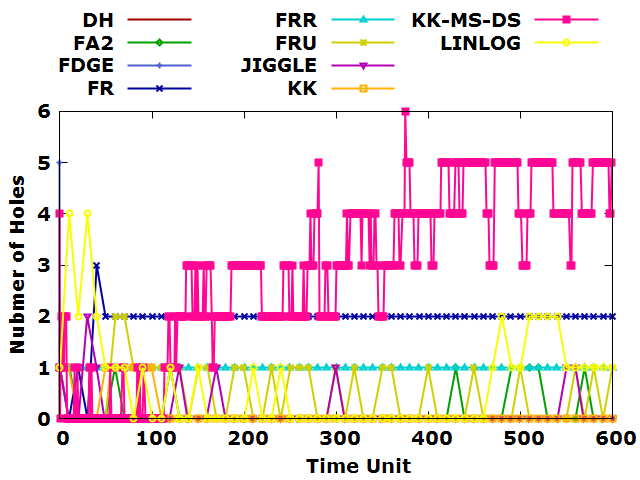 DH FRR KK-MS-DS
FA2 FRU LINLOG
FDGE JIGGLE
FR KK
6
5
4
3
2
1
0
Nubmer of Holes
0 100 200 300 400 500 600
Time Unit